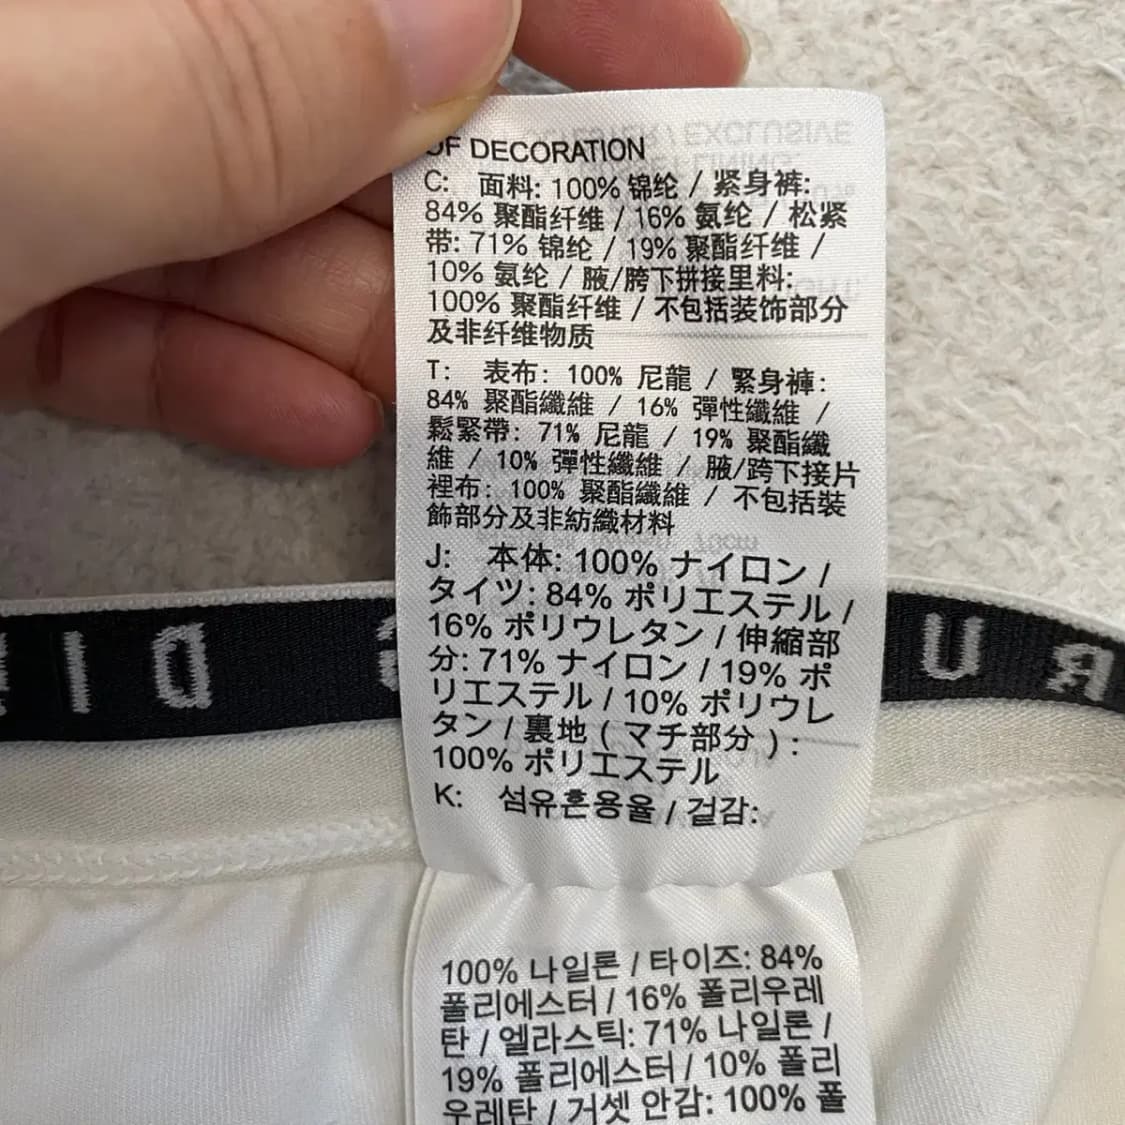 OF DECORATION
C: 面料: 100% 锦纶 / 紧身裤:
84% 聚酯纤维 / 16% 氨纶 / 松紧
带: 71% 锦纶 / 19% 聚酯纤维 /
10% 氨纶 / 腋/胯下拼接里料:
100% 聚酯纤维 / 不包括装饰部分
及非纤维物质
T: 表布: 100% 尼龍 / 緊身褲:
84% 聚酯纖維 / 16% 彈性纖維 /
鬆緊帶: 71% 尼龍 / 19% 聚酯纖
維 / 10% 彈性纖維 / 腋/跨下接片
裡布: 100% 聚酯纖維 / 不包括裝
飾部分及非紡織材料
J: 本体: 100% ナイロン /
タイツ: 84% ポリエステル /
16% ポリウレタン / 伸縮部
分: 71% ナイロン / 19% ポ
リエステル / 10% ポリウレ
タン / 裏地 ( マチ部分 ) :
100% ポリエステル
K: 섬유혼용율 / 겉감:
100% 나일론 / 타이즈: 84%
폴리에스터 / 16% 폴리우레
탄 / 엘라스틱: 71% 나일론 /
19% 폴리에스터 / 10% 폴리
우레탄 / 거셋 안감: 100% 폴